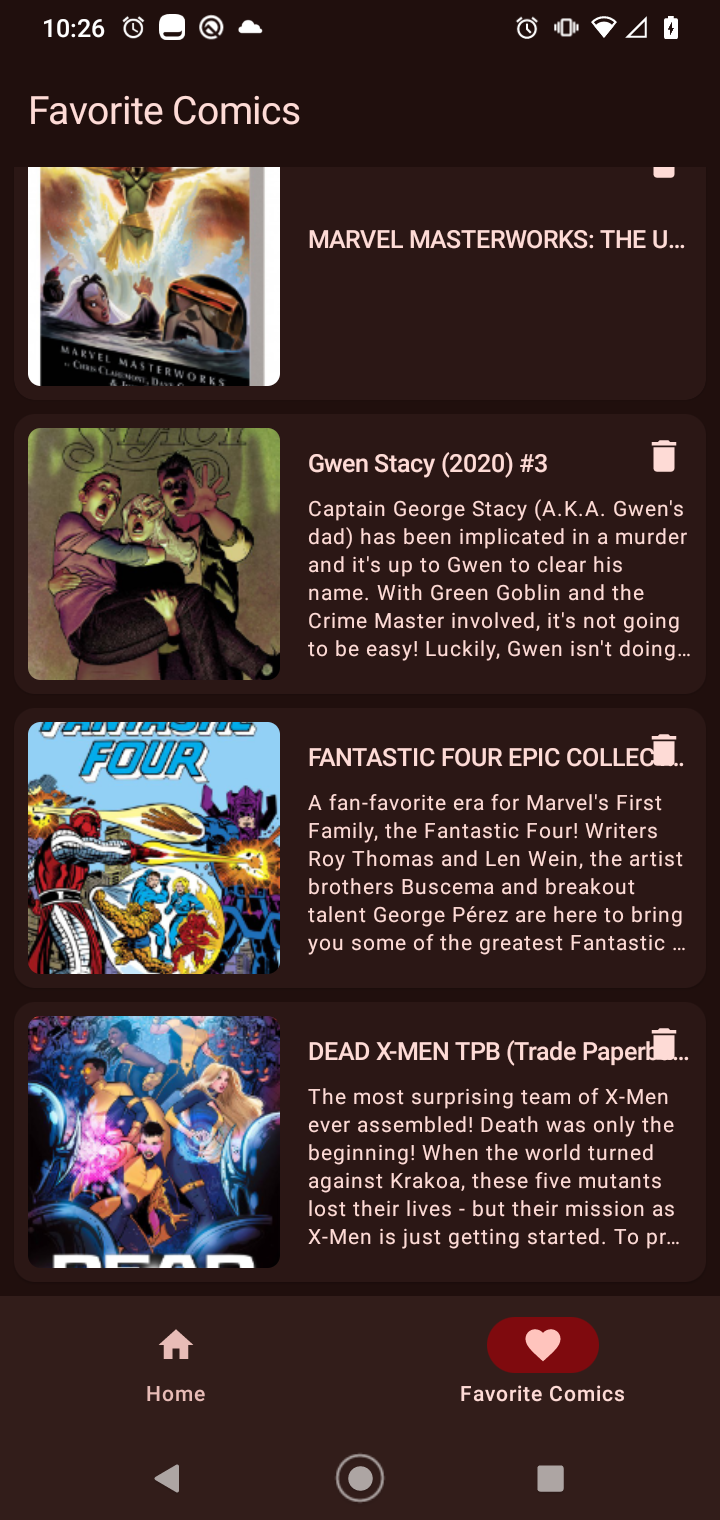 10:26
Favorite Comics
MARVEL MASTERWORKS: THE U...
MARVEL MASTERWORKS
BY CHRIS CLAREMONT, DAVE
Gwen Stacy (2020) #3
STACY
Captain George Stacy (A.K.A. Gwen's
dad) has been implicated in a murder
and it's up to Gwen to clear his
name. With Green Goblin and the
Crime Master involved, it's not going
to be easy! Luckily, Gwen isn't doing...
FANTASTIC
FOUR
FANTASTIC FOUR EPIC COLLEC...
A fan-favorite era for Marvel's First
Family, the Fantastic Four! Writers
Roy Thomas and Len Wein, the artist
brothers Buscema and breakout
talent George Pérez are here to bring
you some of the greatest Fantastic ...
DEAD X-MEN TPB (Trade Paperb...
The most surprising team of X-Men
ever assembled! Death was only the
beginning! When the world turned
against Krakoa, these five mutants
lost their lives - but their mission as
X-Men is just getting started. To pr...
DEAD
Home
Favorite Comics